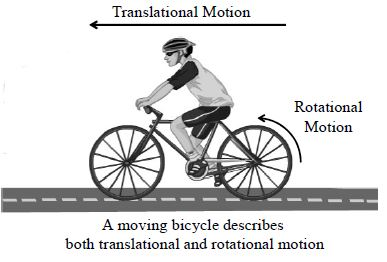 Translational Motion
Rotational
Motion
A moving bicycle describes
both translational and rotational motion